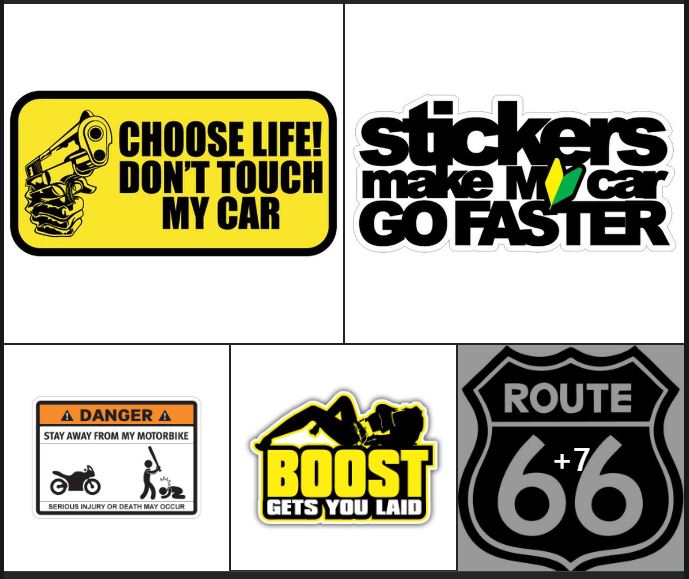 CHOOSE LIFE!
DON'T TOUCH
MY CAR
stickers
make My car
GO FASTER
DANGER
STAY AWAY FROM MY MOTORBIKE
SERIOUS INJURY OR DEATH MAY OCCUR
BOOST
GETS YOU LAID
ROUTE
66
+7